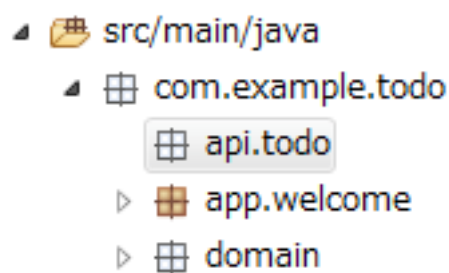 src/main/java
com.example.todo
api.todo
app.welcome
domain